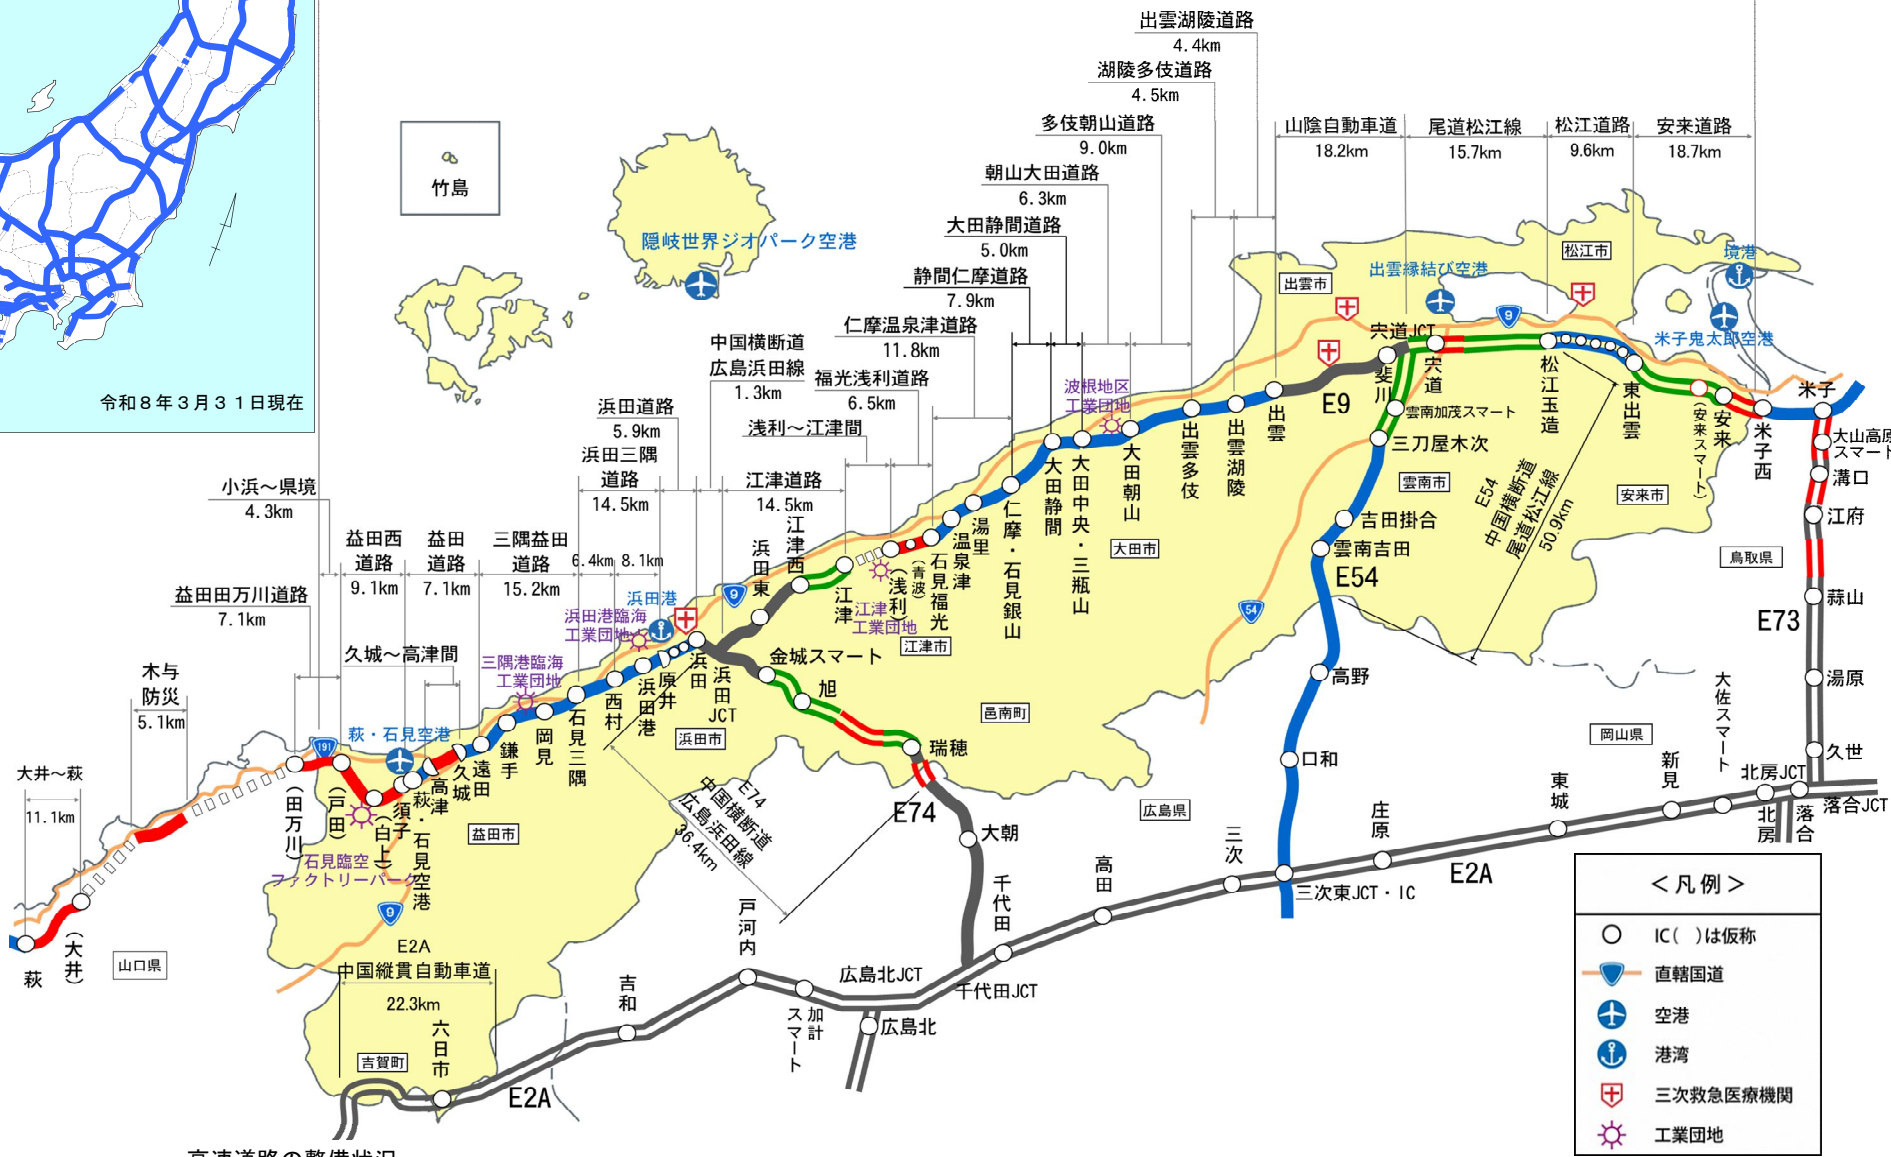 出雲湖陵道路
4.4km
湖陵多伎道路
4.5km
多伎朝山道路
9.0km
朝山大田道路
6.3km
大田静間道路
5.0km
静間仁摩道路
7.9km
仁摩温泉津道路
11.8km
山陰自動車道
18.2km
尾道松江線
15.7km
松江道路
9.6km
安来道路
18.7km
竹島
隠岐世界ジオパーク空港
令和8年3月31日現在
中国横断道
広島浜田線
1.3km
福光浅利道路
6.5km
浅利～江津間
浜田道路
5.9km
浜田三隅
道路
14.5km
江津道路
14.5km
小浜～県境
4.3km
益田西
道路
9.1km
益田
道路
7.1km
三隅益田
道路
15.2km
6.4km
8.1km
益田田万川道路
7.1km
久城～高津間
木与
防災
5.1km
大井～萩
11.1km
出雲市
松江市
境港
出雲縁結び空港
米子鬼太郎空港
9
宍道JCT
宍道
斐川
松江玉造
東出雲
(安来スマート)
安来
米子西
米子
大山高原
スマート
溝口
江府
蒜山
湯原
久世
E73
鳥取県
岡山県
安来市
雲南市
大田市
江津市
浜田市
邑南町
広島県
益田市
山口県
吉賀町
波根地区
工業団地
E9
雲南加茂スマート
三刀屋木次
吉田掛合
雲南吉田
E54
高野
口和
三次東JCT・IC
E54
中国横断道
尾道松江線
50.9km
54
出雲
出雲湖陵
出雲多伎
大田朝山
大田中央・三瓶山
大田静間
仁摩・石見銀山
湯里
温泉津
石見福光
(青波)
(浅利)
江津
工業団地
江津
江津西
浜田東
9
浜田港
浜田港臨海
工業団地
三隅港臨海
工業団地
浜田
浜田
JCT
原井
浜田港
西村
石見三隅
岡見
鎌手
遠田
久城
高津
萩・石見空港
須子
(白上)
(戸田)
(田万川)
萩・石見空港
191
石見臨空
ファクトリーパーク
9
(大井)
萩
金城スマート
旭
瑞穂
E74
大朝
千代田
千代田JCT
E74
中国横断道
広島浜田線
36.4km
E2A
中国縦貫自動車道
22.3km
六日市
E2A
吉和
戸河内
加計
スマート
広島北JCT
広島北
高田
三次
庄原
E2A
東城
新見
大佐スマート
北房JCT
北房
落合
落合JCT
＜凡例＞
IC( )は仮称
直轄国道
空港
港湾
三次救急医療機関
工業団地